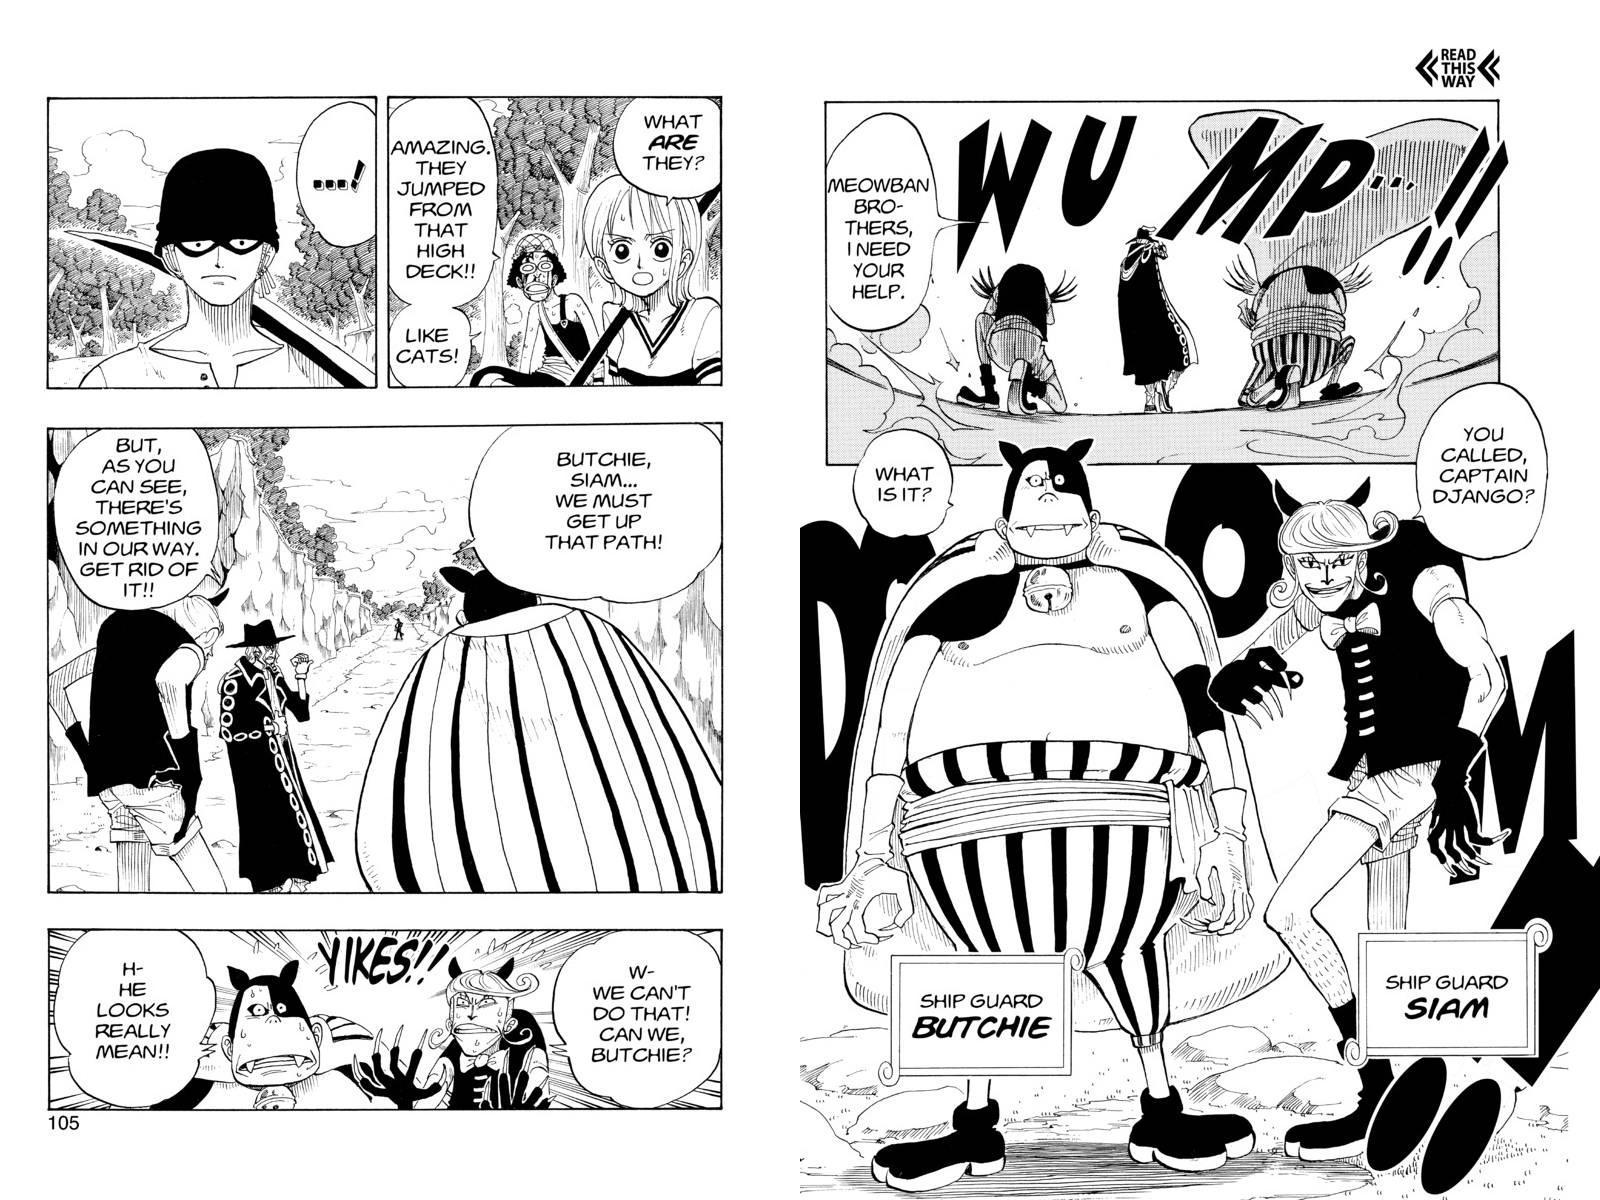 READ
THIS
WAY
WUMP...!!
MEOWBAN
BRO-
THERS,
I NEED
YOUR
HELP.
YOU
CALLED,
CAPTAIN
DJANGO?
WHAT
IS IT?
DOOM!!
SHIP GUARD
SIAM
SHIP GUARD
BUTCHIE
WHAT
ARE
THEY?
AMAZING.
THEY
JUMPED
FROM
THAT
HIGH
DECK!!
LIKE
CATS!
....!
BUTCHIE,
SIAM...
WE MUST
GET UP
THAT PATH!
BUT,
AS YOU
CAN SEE,
THERE'S
SOMETHING
IN OUR WAY.
GET RID OF
IT!!
W-
WE CAN'T
DO THAT!
CAN WE,
BUTCHIE?
YIKES!!
H-
HE
LOOKS
REALLY
MEAN!!
105